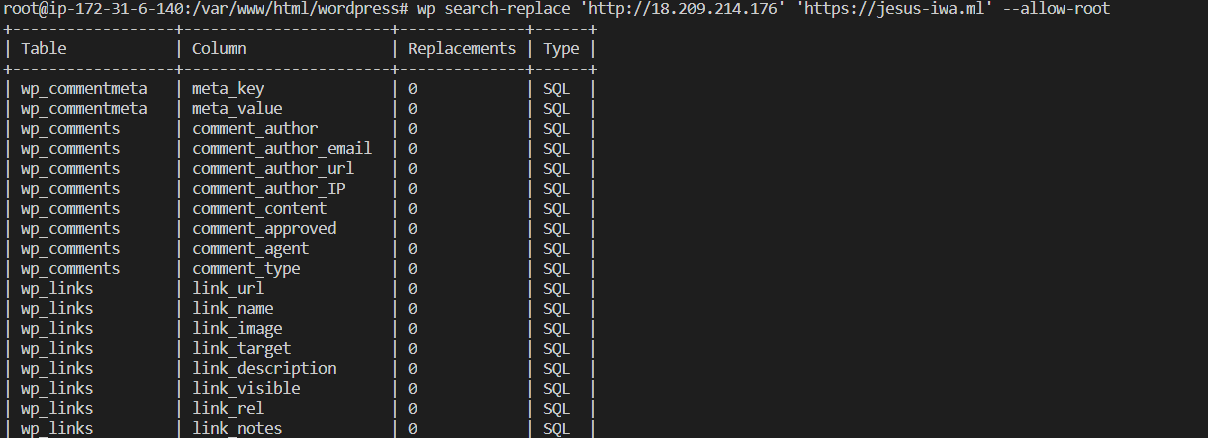 root@ip-172-31-6-140:/var/www/html/wordpress# wp search-replace 'http://18.209.214.176' 'https://jesus-iwa.ml' --allow-root
+------------------+-----------------------+--------------+------+
| Table | Column | Replacements | Type |
+------------------+-----------------------+--------------+------+
| wp_commentmeta | meta_key | 0 | SQL |
| wp_commentmeta | meta_value | 0 | SQL |
| wp_comments | comment_author | 0 | SQL |
| wp_comments | comment_author_email | 0 | SQL |
| wp_comments | comment_author_url | 0 | SQL |
| wp_comments | comment_author_IP | 0 | SQL |
| wp_comments | comment_content | 0 | SQL |
| wp_comments | comment_approved | 0 | SQL |
| wp_comments | comment_agent | 0 | SQL |
| wp_comments | comment_type | 0 | SQL |
| wp_links | link_url | 0 | SQL |
| wp_links | link_name | 0 | SQL |
| wp_links | link_image | 0 | SQL |
| wp_links | link_target | 0 | SQL |
| wp_links | link_description | 0 | SQL |
| wp_links | link_visible | 0 | SQL |
| wp_links | link_rel | 0 | SQL |
| wp_links | link_notes | 0 | SQL |